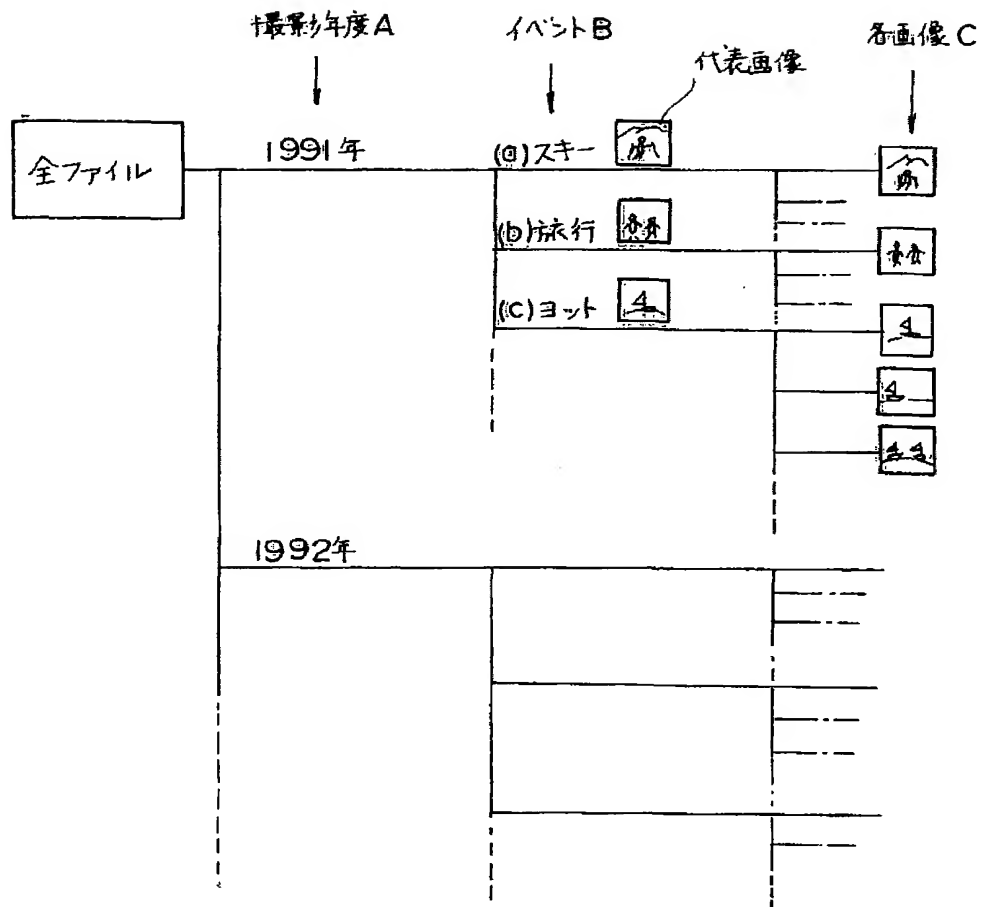 撮影年度A
イベントB
各画像C
代表画像
全ファイル
1991年
(a)スキー
(b)旅行
(c)ヨット
1992年